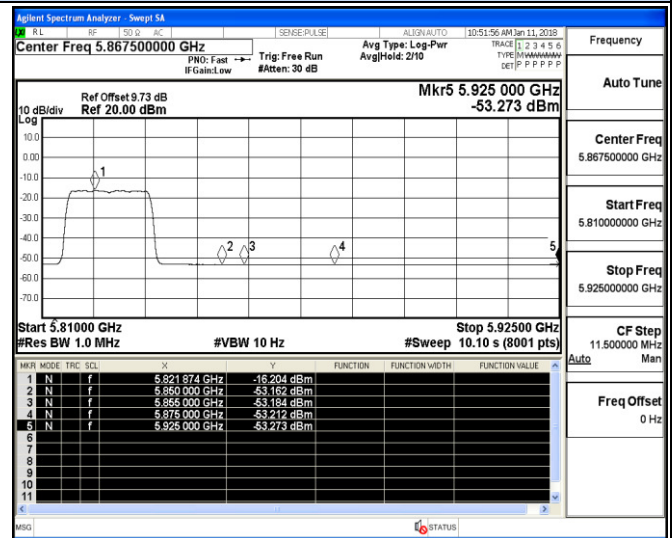 Agilent Spectrum Analyzer - Swept SA
RL RF 50 Ω AC SENSE:PULSE ALIGN AUTO 10:51:56 AM Jan 11, 2018
Center Freq 5.867500000 GHz
PNO: Fast
IFGain:Low
Trig: Free Run
#Atten: 30 dB
Avg Type: Log-Pwr
Avg|Hold: 2/10
TRACE 1 2 3 4 5 6
TYPE MWWWWW
DET P P P P P P
Mkr5 5.925 000 GHz
-53.273 dBm
Ref Offset 9.73 dB
10 dB/div Ref 20.00 dBm
Log
10.0
0.00
-10.0
-20.0
-30.0
-40.0
-50.0
-60.0
-70.0
1
2
3
4
5
Start 5.81000 GHz Stop 5.92500 GHz
#Res BW 1.0 MHz #VBW 10 Hz #Sweep 10.10 s (8001 pts)
MKR MODE TRC SCL X Y FUNCTION FUNCTION WIDTH FUNCTION VALUE
1 N f 5.821 874 GHz -16.204 dBm
2 N f 5.850 000 GHz -53.162 dBm
3 N f 5.855 000 GHz -53.184 dBm
4 N f 5.875 000 GHz -53.212 dBm
5 N f 5.925 000 GHz -53.273 dBm
6
7
8
9
10
11
MSG STATUS
Frequency
Auto Tune
Center Freq
5.867500000 GHz
Start Freq
5.810000000 GHz
Stop Freq
5.925000000 GHz
CF Step
11.500000 MHz
Auto Man
Freq Offset
0 Hz